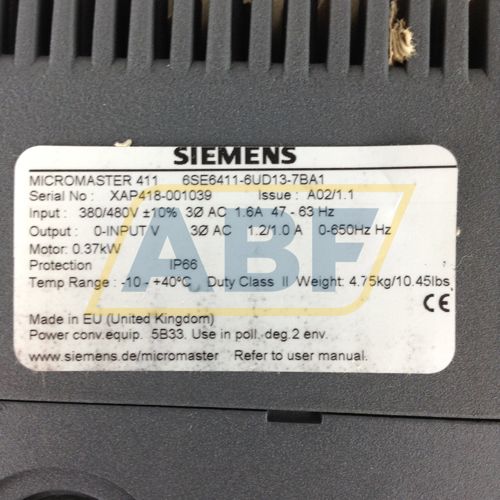 SIEMENS
MICROMASTER 411 6SE6411-6UD13-7BA1
Serial No : XAP418-001039 Issue : A02/1.1
Input : 380/480V ±10% 3Ø AC 1.6A 47 - 63 Hz
Output : 0-INPUT V 3Ø AC 1.2/1.0 A 0-650Hz Hz
Motor: 0.37kW
Protection IP66
Temp Range : -10 - +40°C Duty Class II Weight: 4.75kg/10.45lbs
CE
Made in EU (United Kingdom)
Power conv.equip. 5B33. Use in poll.deg.2 env.
www.siemens.de/micromaster Refer to user manual.
ABF